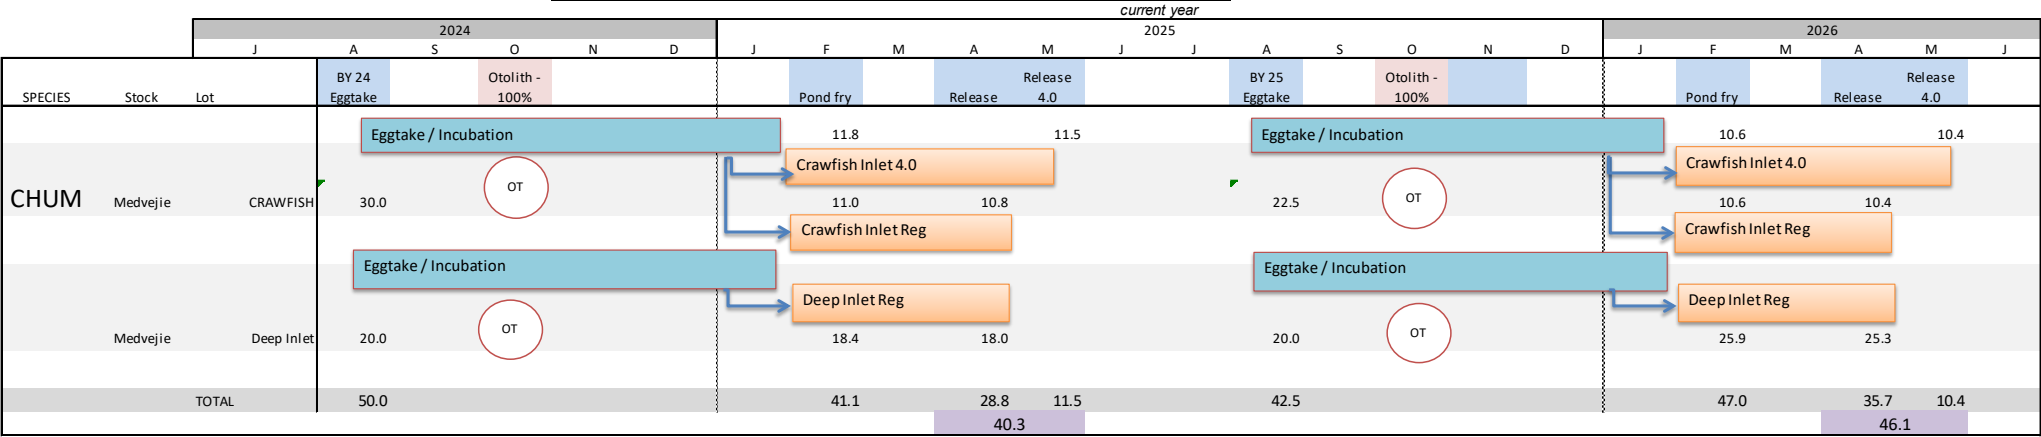 current year
2024 2025 2026
J A S O N D J F M A M J J A S O N D J F M A M J
BY 24 Otolith - Release BY 25 Otolith - Release
SPECIES Stock Lot Eggtake 100% Pond fry Release 4.0 Eggtake 100% Pond fry Release 4.0
Eggtake / Incubation 11.8 11.5 Eggtake / Incubation 10.6 10.4
Crawfish Inlet 4.0 Crawfish Inlet 4.0
OT OT
CHUM Medvejie CRAWFISH 30.0 11.0 10.8 22.5 10.6 10.4
Crawfish Inlet Reg Crawfish Inlet Reg
Eggtake / Incubation Eggtake / Incubation
Deep Inlet Reg Deep Inlet Reg
OT OT
Medvejie Deep Inlet 20.0 18.4 18.0 20.0 25.9 25.3
TOTAL 50.0 41.1 28.8 11.5 42.5 47.0 35.7 10.4
40.3 46.1